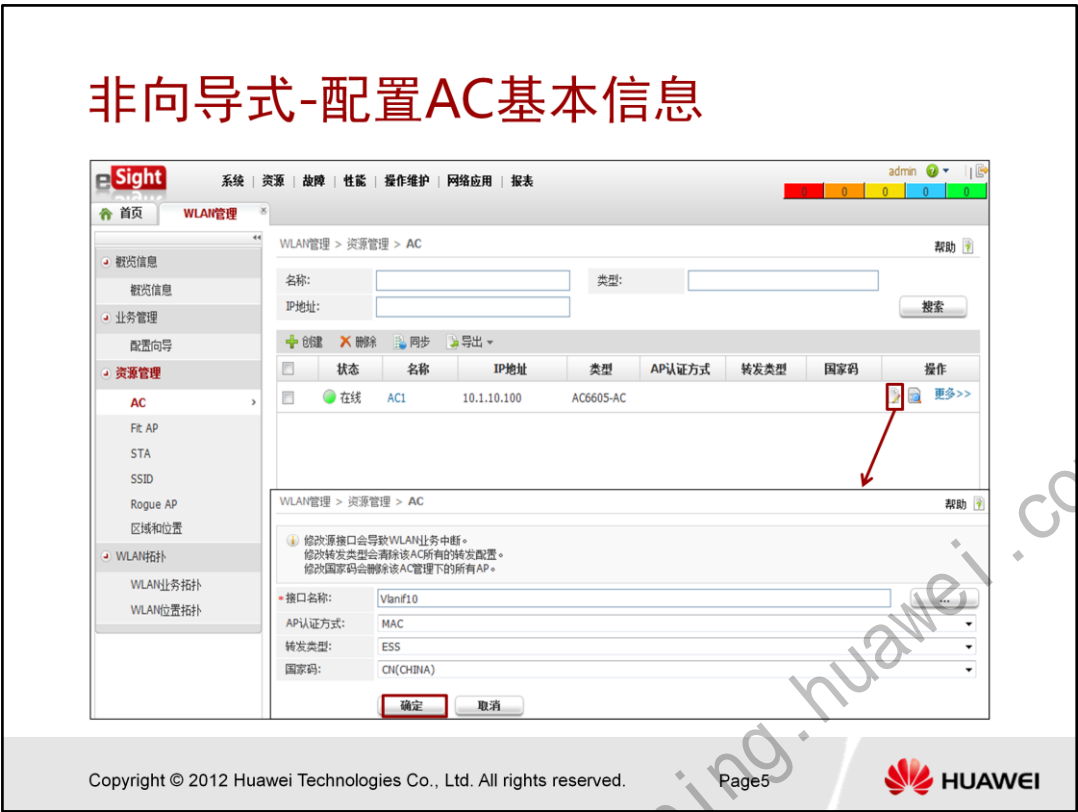 非向导式-配置AC基本信息
eSight
系统 | 资源 | 故障 | 性能 | 操作维护 | 网络应用 | 报表
admin
0 0 0 0 0
首页 WLAN管理
WLAN管理 > 资源管理 > AC 帮助
概览信息
概览信息
业务管理
配置向导
资源管理
AC
Fit AP
STA
SSID
Rogue AP
区域和位置
WLAN拓扑
WLAN业务拓扑
WLAN位置拓扑
名称: 类型:
IP地址: 搜索
创建 删除 同步 导出
状态 名称 IP地址 类型 AP认证方式 转发类型 国家码 操作
在线 AC1 10.1.10.100 AC6605-AC 更多>>
WLAN管理 > 资源管理 > AC 帮助
修改源接口会导致WLAN业务中断。
修改转发类型会清除该AC所有的转发配置。
修改国家码会删除该AC管理下的所有AP。
*接口名称: Vlanif10 ...
AP认证方式: MAC
转发类型: ESS
国家码: CN(CHINA)
确定 取消
ing.huawei.co
Copyright © 2012 Huawei Technologies Co., Ltd. All rights reserved. Page5 HUAWEI